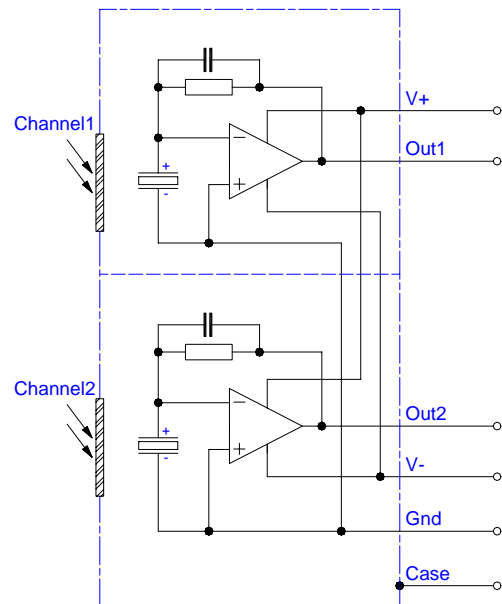 V+
Channel1
Out1
−
+
+
-
Channel2
Out2
−
+
+
-
V-
Gnd
Case